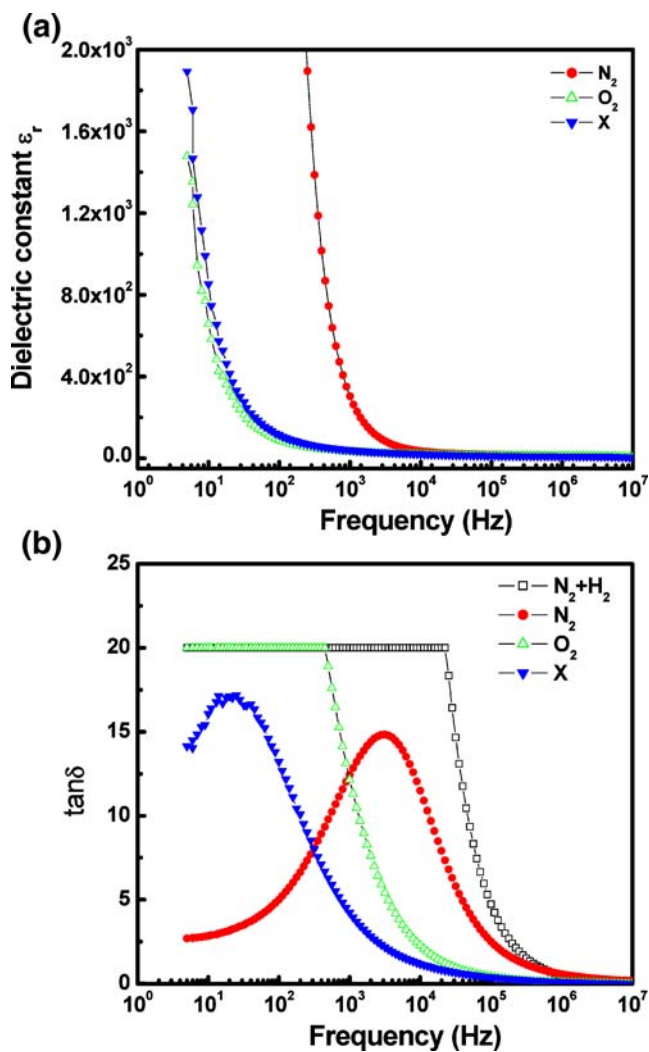 (a)
2.0x10³
1.6x10³
1.2x10³
8.0x10²
4.0x10²
0.0
Dielectric constant εᵣ
N₂
O₂
X
10⁰ 10¹ 10² 10³ 10⁴ 10⁵ 10⁶ 10⁷
Frequency (Hz)
(b)
25
20
15
10
5
0
tanδ
N₂+H₂
N₂
O₂
X
10⁰ 10¹ 10² 10³ 10⁴ 10⁵ 10⁶ 10⁷
Frequency (Hz)